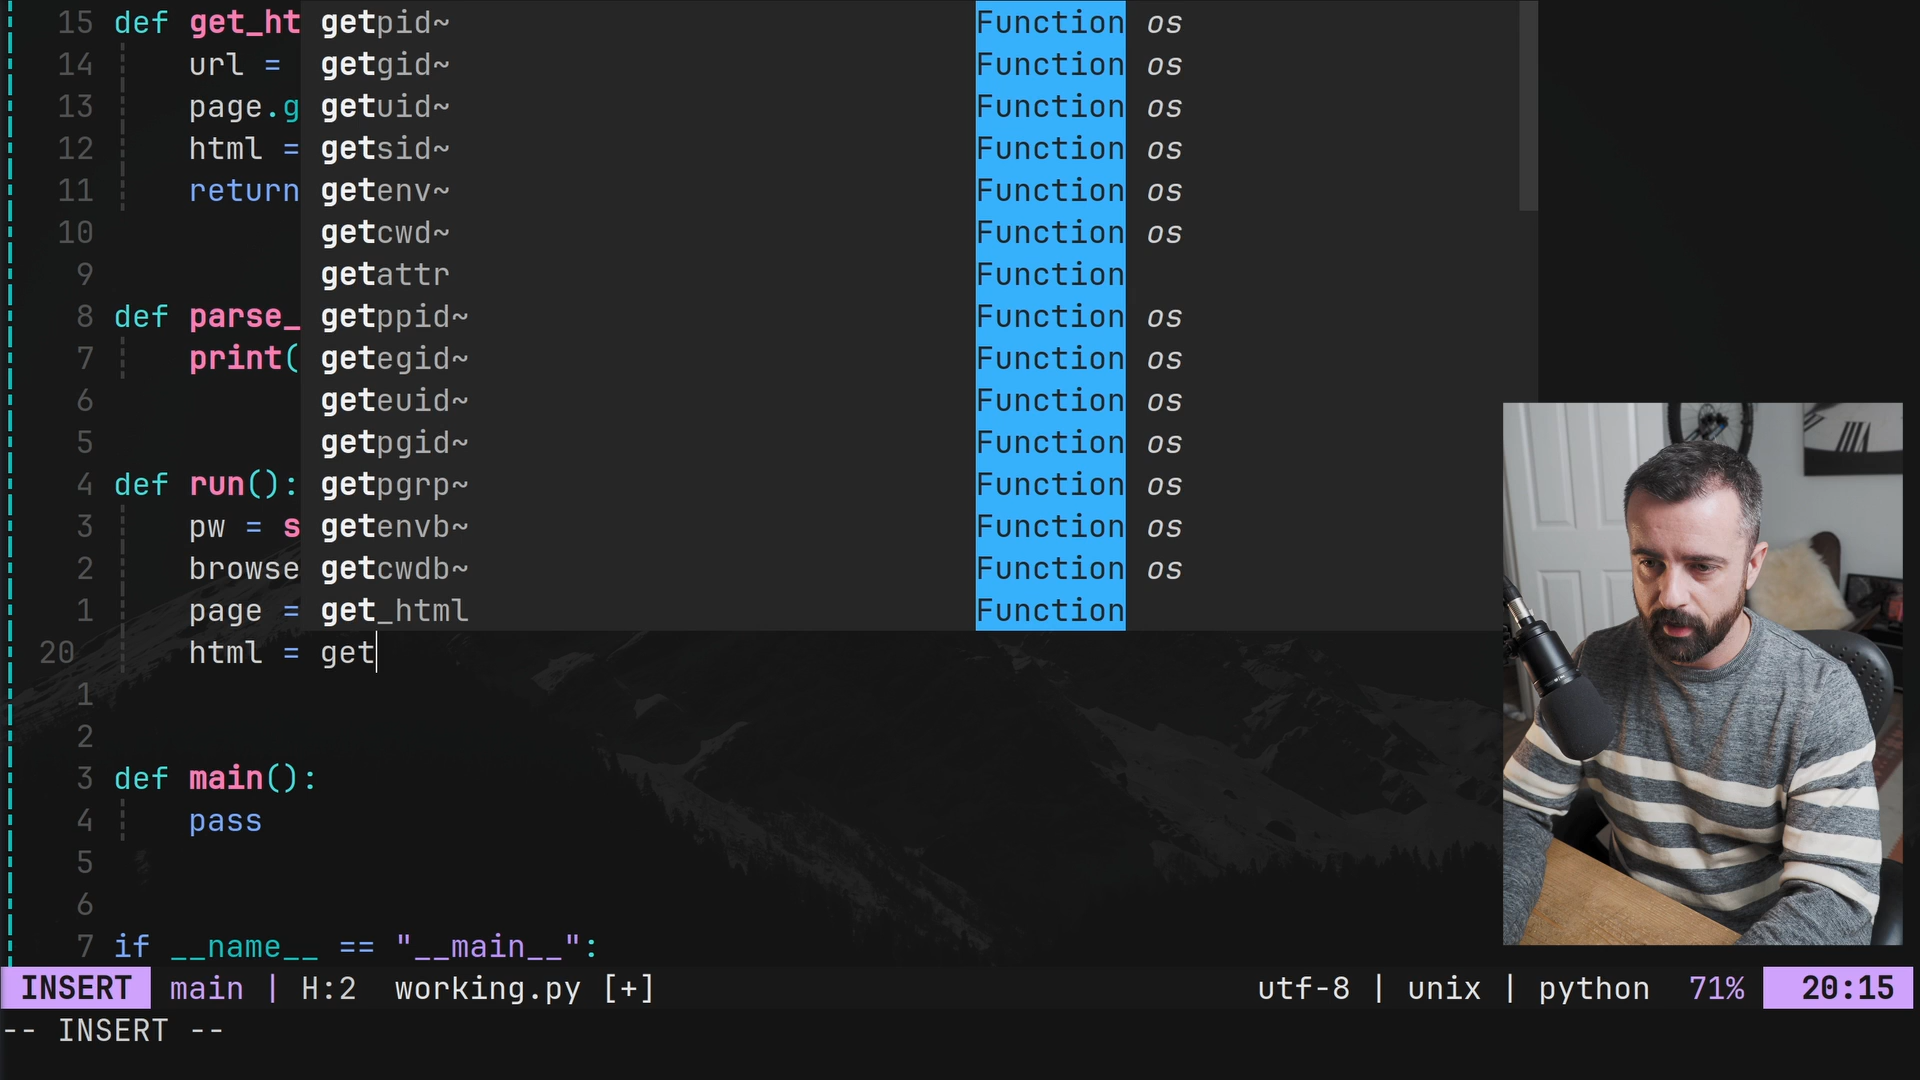 15 def get_ht getpid~ Function os
14 url = getgid~ Function os
13 page.g getuid~ Function os
12 html = getsid~ Function os
11 return getenv~ Function os
10 getcwd~ Function os
9 getattr Function
8 def parse_ getppid~ Function os
7 print( getegid~ Function os
6 geteuid~ Function os
5 getpgid~ Function os
4 def run(): getpgrp~ Function os
3 pw = s getenvb~ Function os
2 browse getcwdb~ Function os
1 page = get_html Function
20 html = get
1
2
3 def main():
4 pass
5
6
7 if __name__ == "__main__":
INSERT main | H:2 working.py [+] utf-8 | unix | python 71% 20:15
-- INSERT --